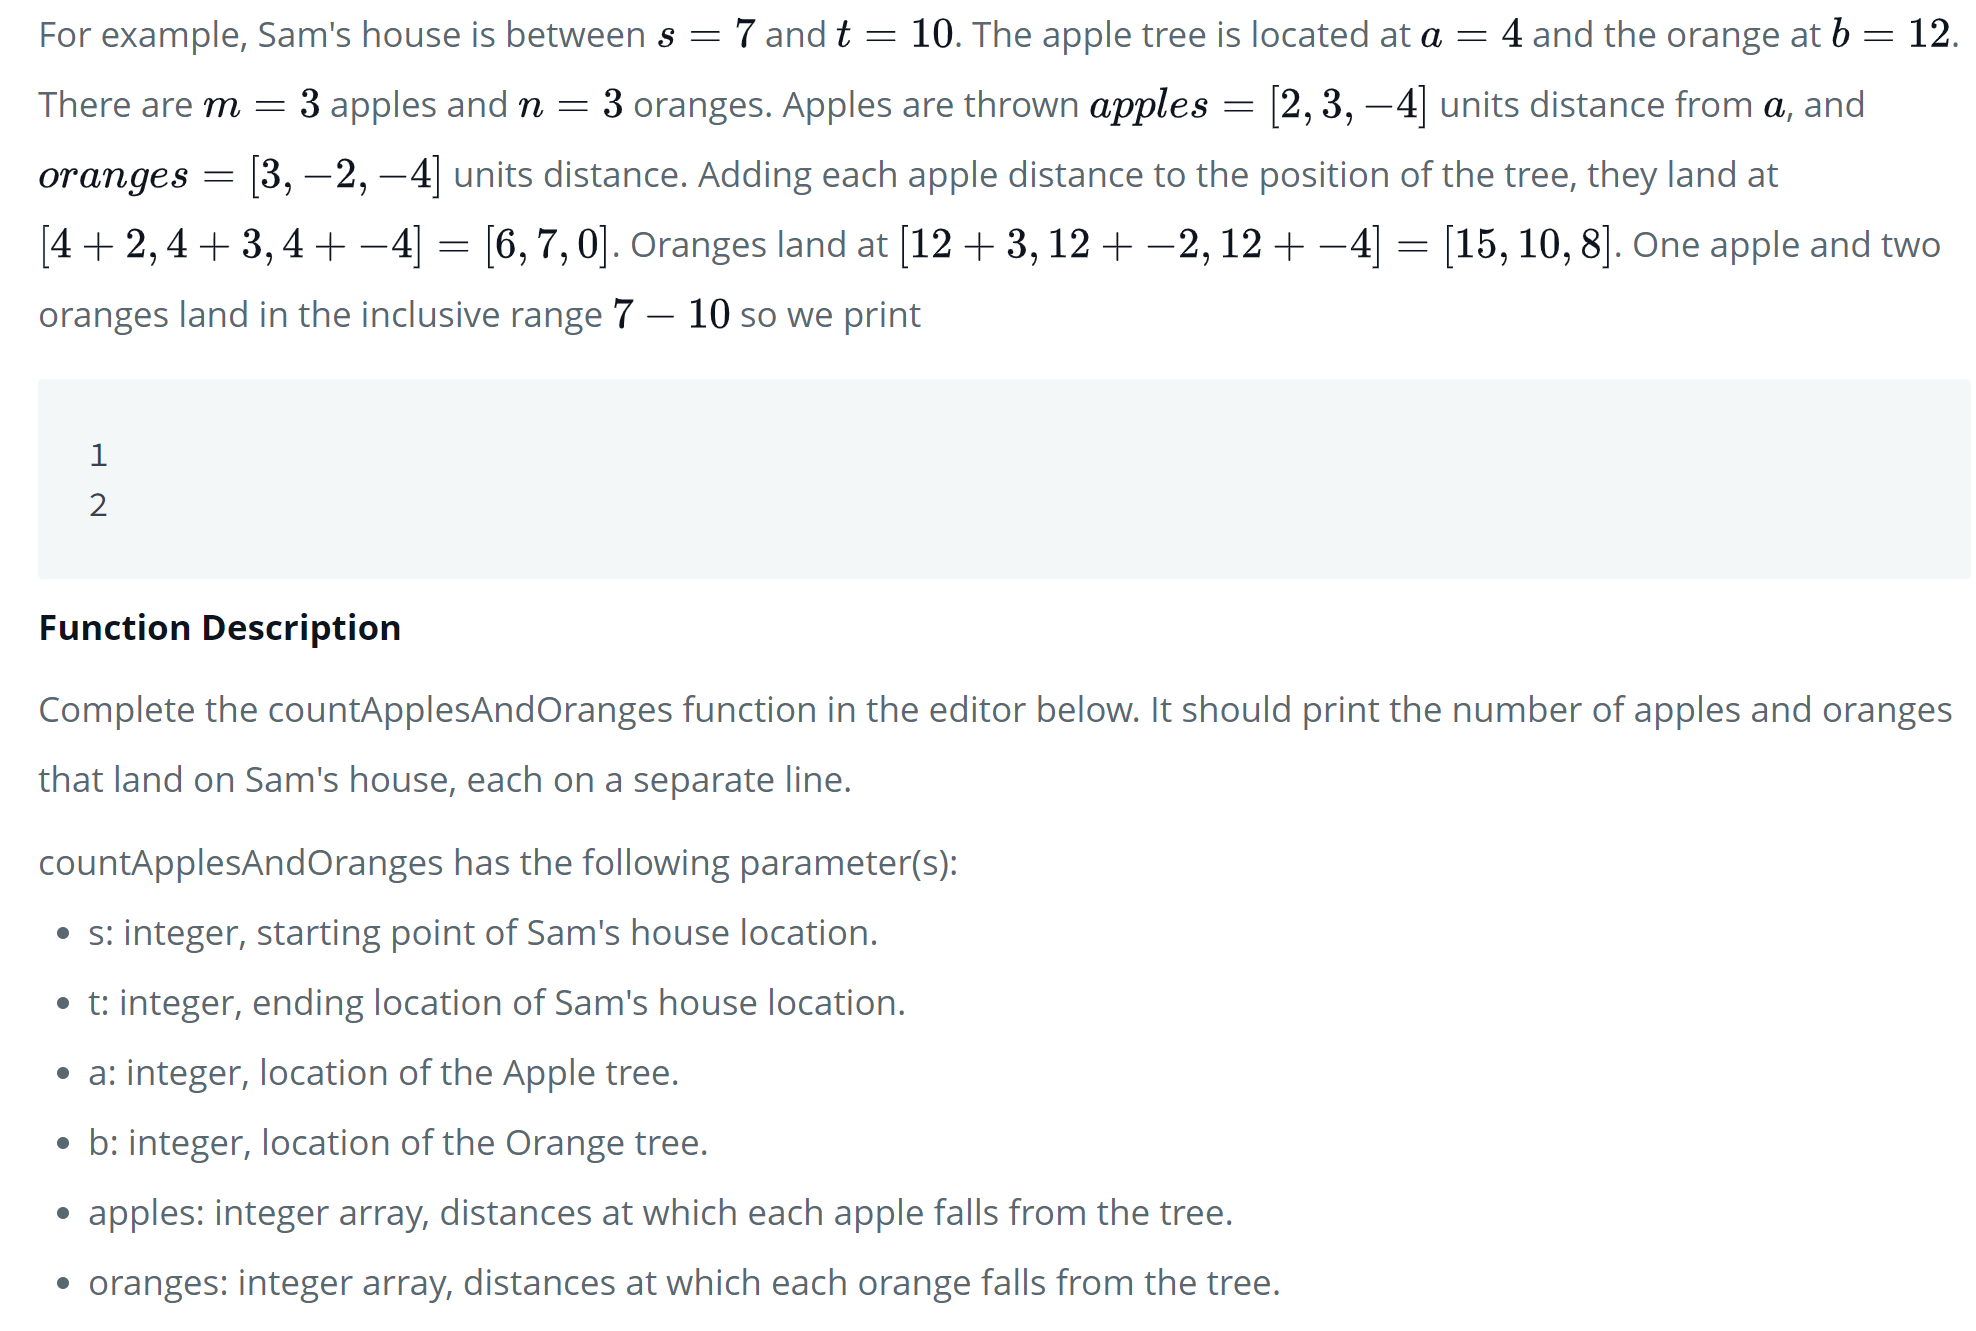 For example, Sam's house is between s = 7 and t = 10. The apple tree is located at a = 4 and the orange at b = 12.
There are m = 3 apples and n = 3 oranges. Apples are thrown apples = [2, 3, −4] units distance from a, and
oranges = [3, −2, −4] units distance. Adding each apple distance to the position of the tree, they land at
[4 + 2, 4 + 3, 4 + −4] = [6, 7, 0]. Oranges land at [12 + 3, 12 + −2, 12 + −4] = [15, 10, 8]. One apple and two
oranges land in the inclusive range 7 − 10 so we print
1
2
Function Description
Complete the countApplesAndOranges function in the editor below. It should print the number of apples and oranges
that land on Sam's house, each on a separate line.
countApplesAndOranges has the following parameter(s):
• s: integer, starting point of Sam's house location.
• t: integer, ending location of Sam's house location.
• a: integer, location of the Apple tree.
• b: integer, location of the Orange tree.
• apples: integer array, distances at which each apple falls from the tree.
• oranges: integer array, distances at which each orange falls from the tree.